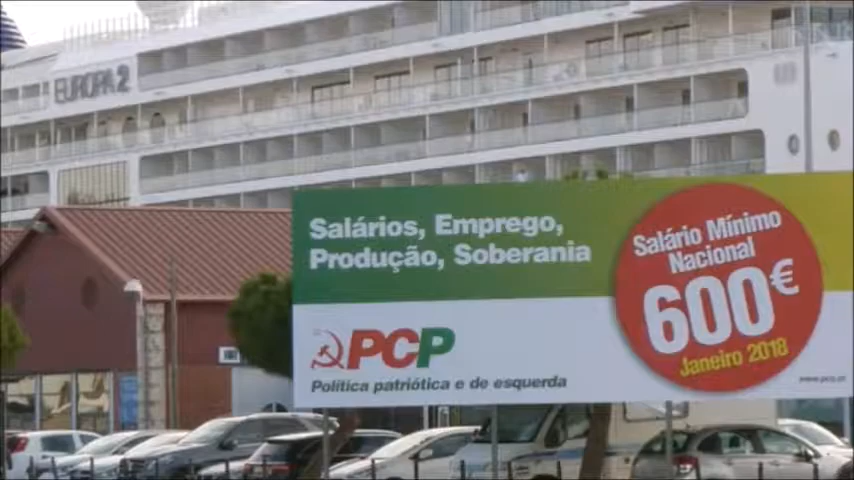 EUROPA 2
Salários, Emprego,
Produção, Soberania
Salário Mínimo
Nacional
600€
Janeiro 2018
PCP
Política patriótica e de esquerda
www.pcp.pt